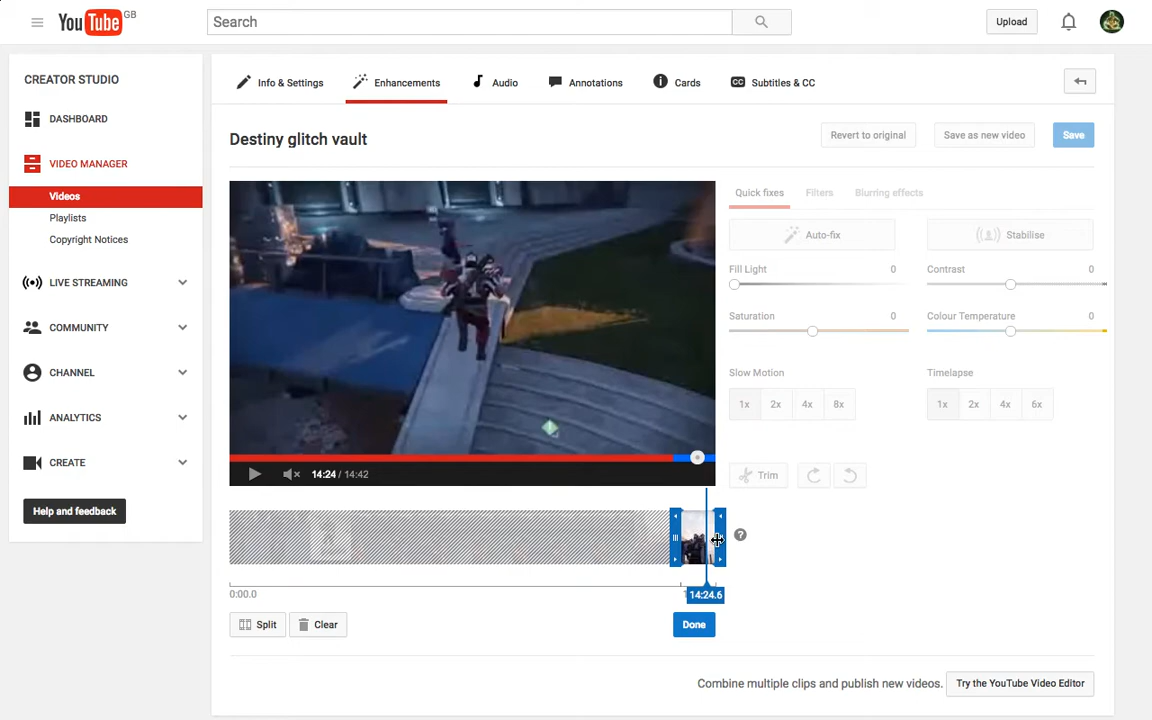 YouTube GB
Search
Upload
CREATOR STUDIO
DASHBOARD
VIDEO MANAGER
Videos
Playlists
Copyright Notices
LIVE STREAMING
COMMUNITY
CHANNEL
ANALYTICS
CREATE
Help and feedback
Info & Settings
Enhancements
Audio
Annotations
Cards
CC Subtitles & CC
Destiny glitch vault
Revert to original
Save as new video
Save
Quick fixes
Filters
Blurring effects
Auto-fix
Stabilise
Fill Light 0
Contrast 0
Saturation 0
Colour Temperature 0
Slow Motion
Timelapse
1x 2x 4x 8x
1x 2x 4x 6x
14:24 / 14:42
Trim
?
0:00.0
14:24.6
Split
Clear
Done
Combine multiple clips and publish new videos.
Try the YouTube Video Editor